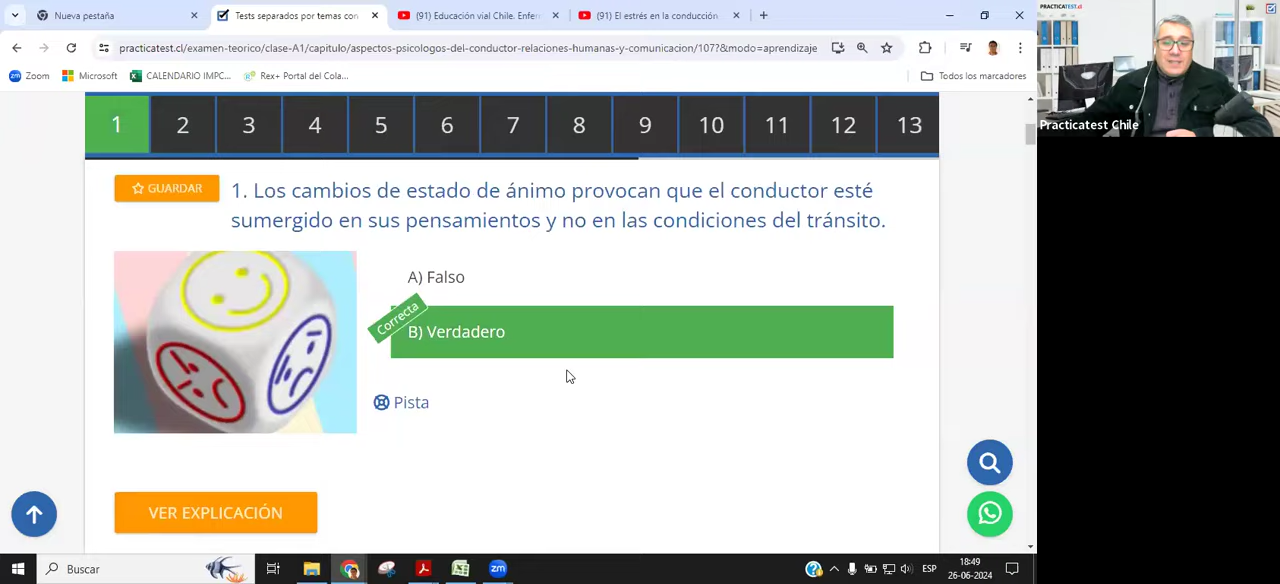 Nueva pestaña
Tests separados por temario -
(91) Educación vial Chile: Enfer
(91) El estrés en la conducción
practicatest.cl/examen-teorico/clase-A1/capitulo/aspectos-psicologos-del-conductor-relaciones-humanas-y-comunicacion/107?&modo=aprendizaje
Zoom
Microsoft
CALENDARIO IMPC...
Rex+ Portal del Cola...
Todos los marcadores
1 2 3 4 5 6 7 8 9 10 11 12 13
GUARDAR
1. Los cambios de estado de ánimo provocan que el conductor esté
sumergido en sus pensamientos y no en las condiciones del tránsito.
A) Falso
Correcta
B) Verdadero
Pista
VER EXPLICACIÓN
PRACTICATEST.cl
Practicatest Chile
Buscar
ESP
18:49
26-06-2024